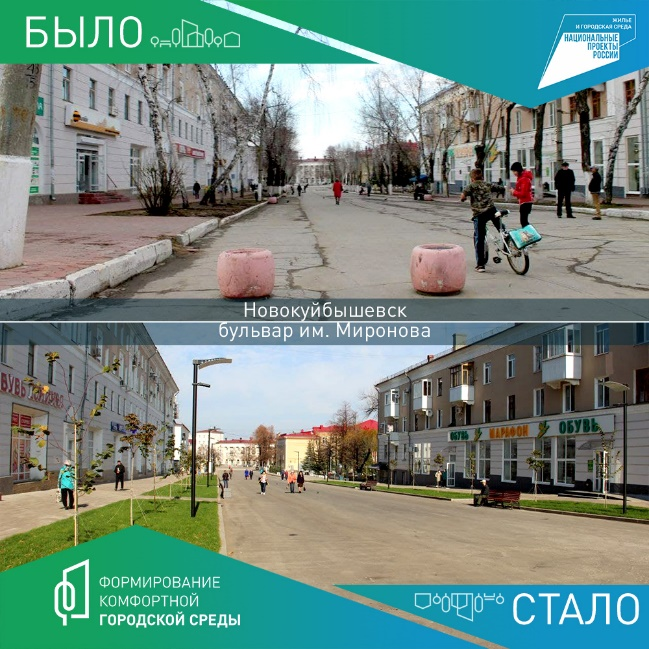 БЫЛО
ЖИЛЬЕ
И ГОРОДСКАЯ СРЕДА
НАЦИОНАЛЬНЫЕ
ПРОЕКТЫ
РОССИИ
Новокуйбышевск
бульвар им. Миронова
ОБУВЬ
ОБУВЬ МАРАФОН ОБУВЬ
ФОРМИРОВАНИЕ
КОМФОРТНОЙ
ГОРОДСКОЙ СРЕДЫ
СТАЛО